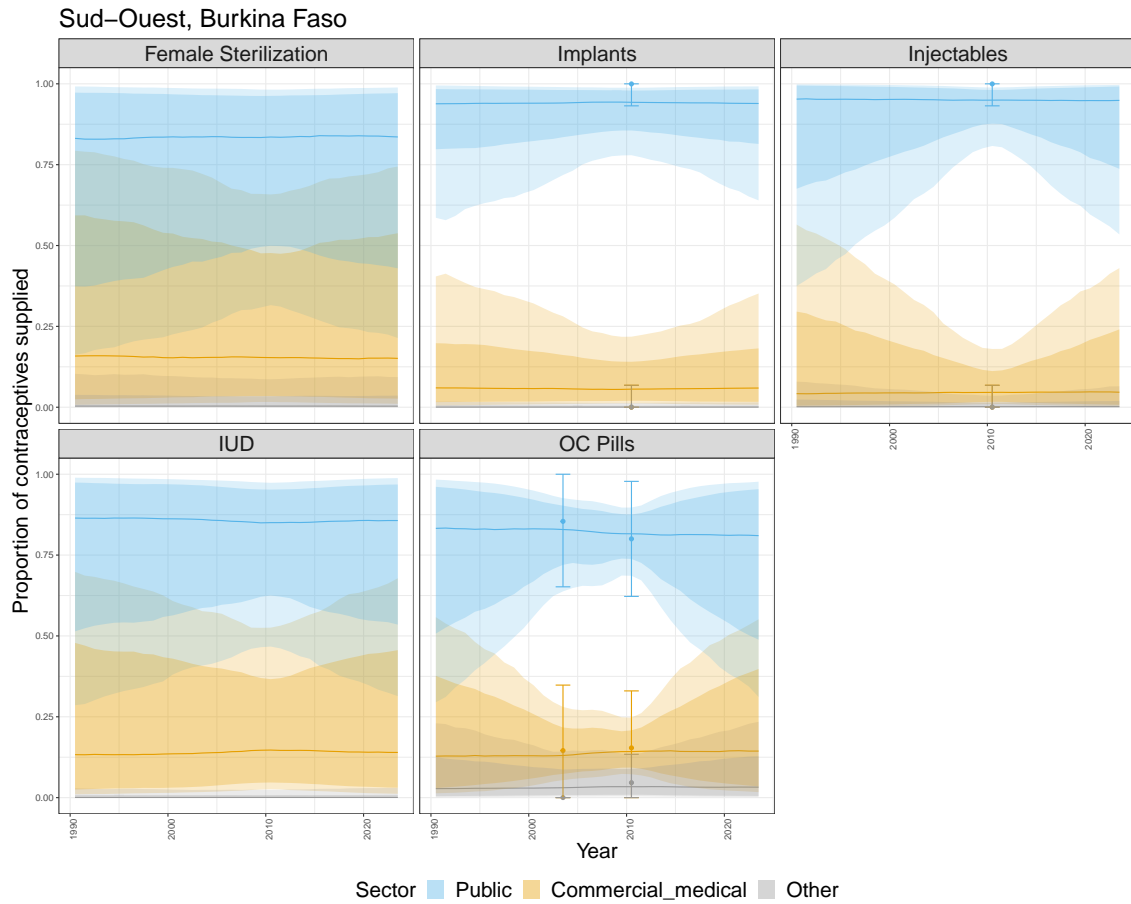 Sud−Ouest, Burkina Faso
Female Sterilization
Implants
Injectables
1.00
0.75
0.50
0.25
0.00
1990
2000
2010
2020
IUD
OC Pills
1.00
0.75
0.50
0.25
0.00
1990
2000
2010
2020
1990
2000
2010
2020
Proportion of contraceptives supplied
Year
Sector Public Commercial_medical Other